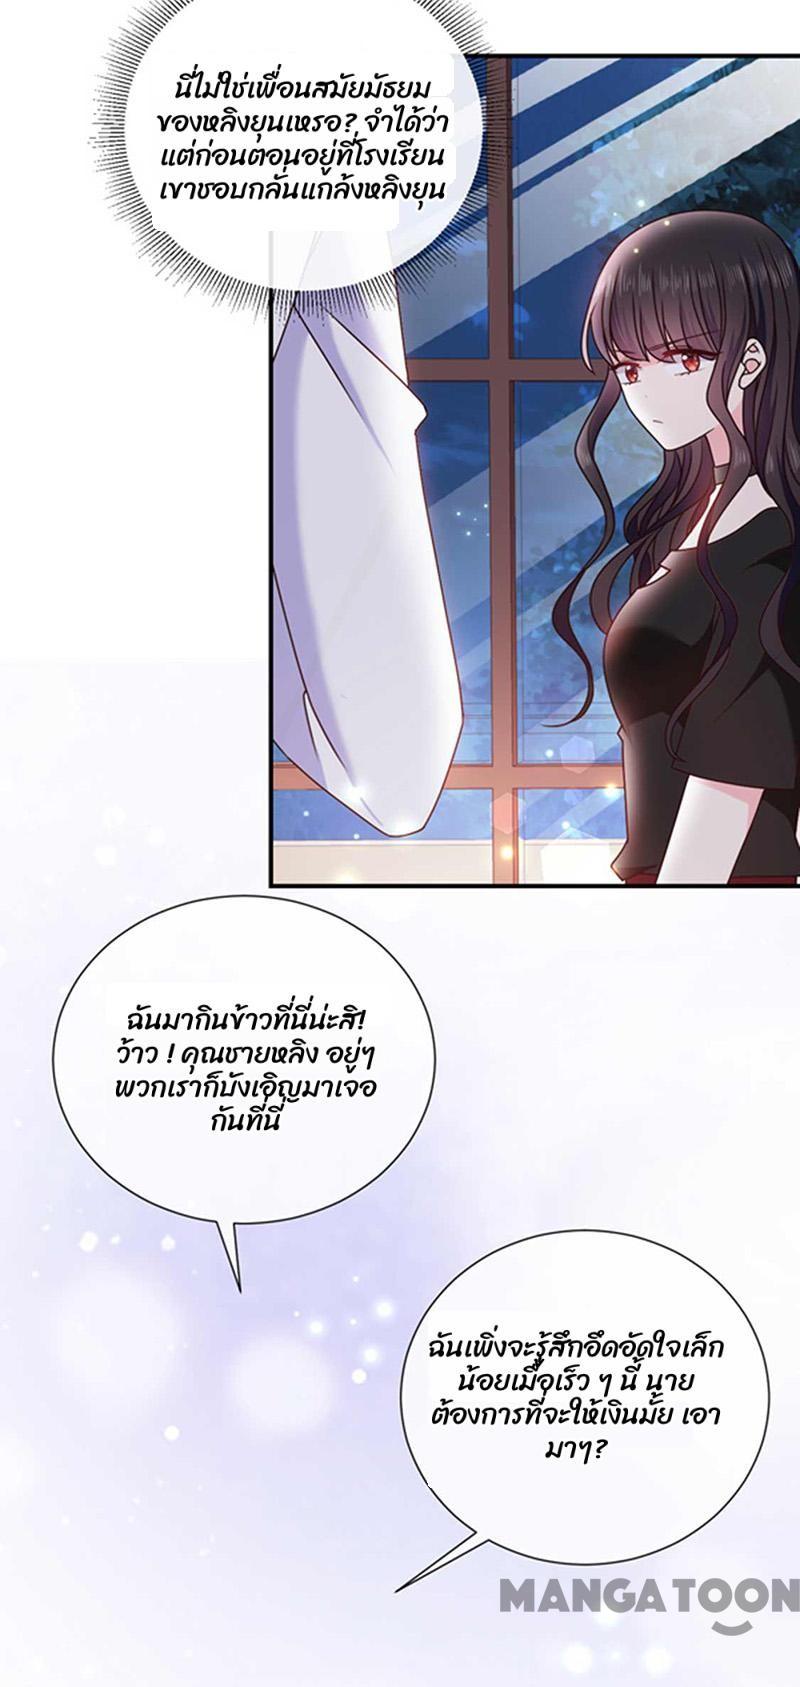 นี่ไม่ใช่เพื่อนสมัยมัธยม
ของหลิงยุนเหรอ? จำได้ว่า
แต่ก่อนตอนอยู่ที่โรงเรียน
เขาชอบกลั่นแกล้งหลิงยุน
ฉันมากินข้าวที่นี่น่ะสิ!
ว้าว ! คุณชายหลิง อยู่ๆ
พวกเราก็บังเอิญมาเจอ
กันที่นี่
ฉันเพิ่งจะรู้สึกอึดอัดใจเล็ก
น้อยเมื่อเร็ว ๆ นี้ นาย
ต้องการที่จะให้เงินมั้ย เอา
มาๆ?
MANGATOON